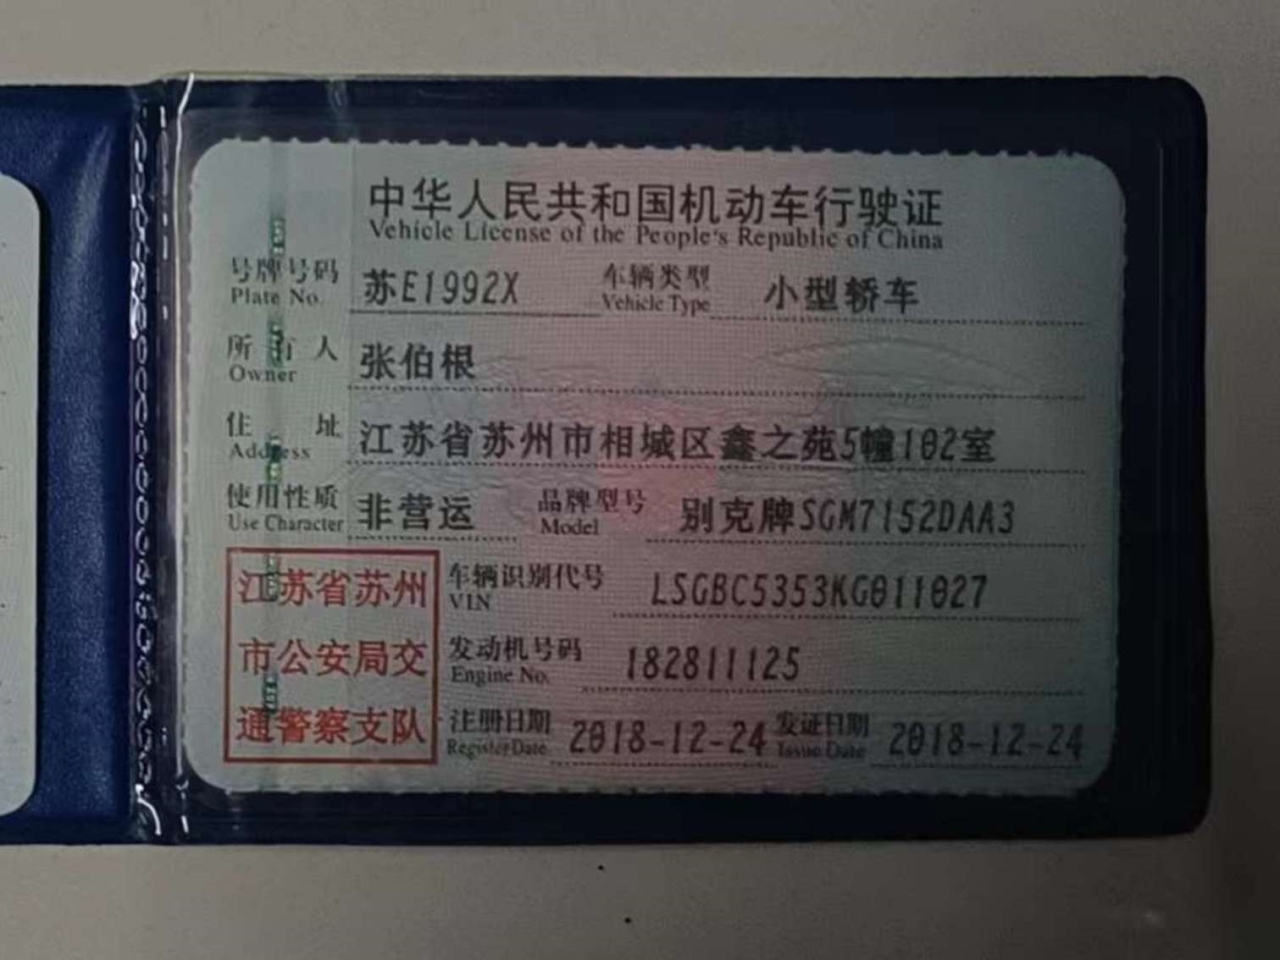 中华人民共和国机动车行驶证
Vehicle License of the People's Republic of China
号牌号码 苏E1992X 车辆类型 小型轿车
Plate No. Vehicle Type
所有人 张伯根
Owner
住址 江苏省苏州市相城区鑫之苑5幢102室
Address
使用性质 非营运 品牌型号 别克牌SGM7152DAA3
Use Character Model
江苏省苏州
市公安局交
通警察支队
车辆识别代号 LSGBC5353KG011027
VIN
发动机号码 182811125
Engine No.
注册日期 2018-12-24 发证日期 2018-12-24
Register Date Issue Date